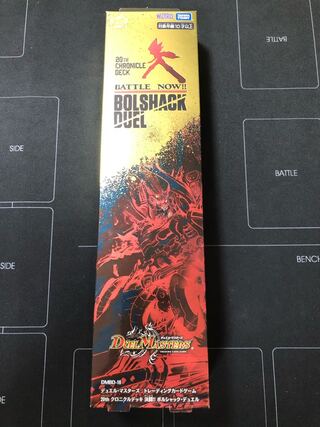 20TH
CHRONICLE
DECK
BATTLE NOW!!
BOLSHACK
DUEL
SIDE
BATTLE
SIDE
BENCH
DUEL MASTERS
DMBD-18
デュエル・マスターズ トレーディングカードゲーム
20th クロニクルデッキ 決闘!! ボルシャック・デュエル